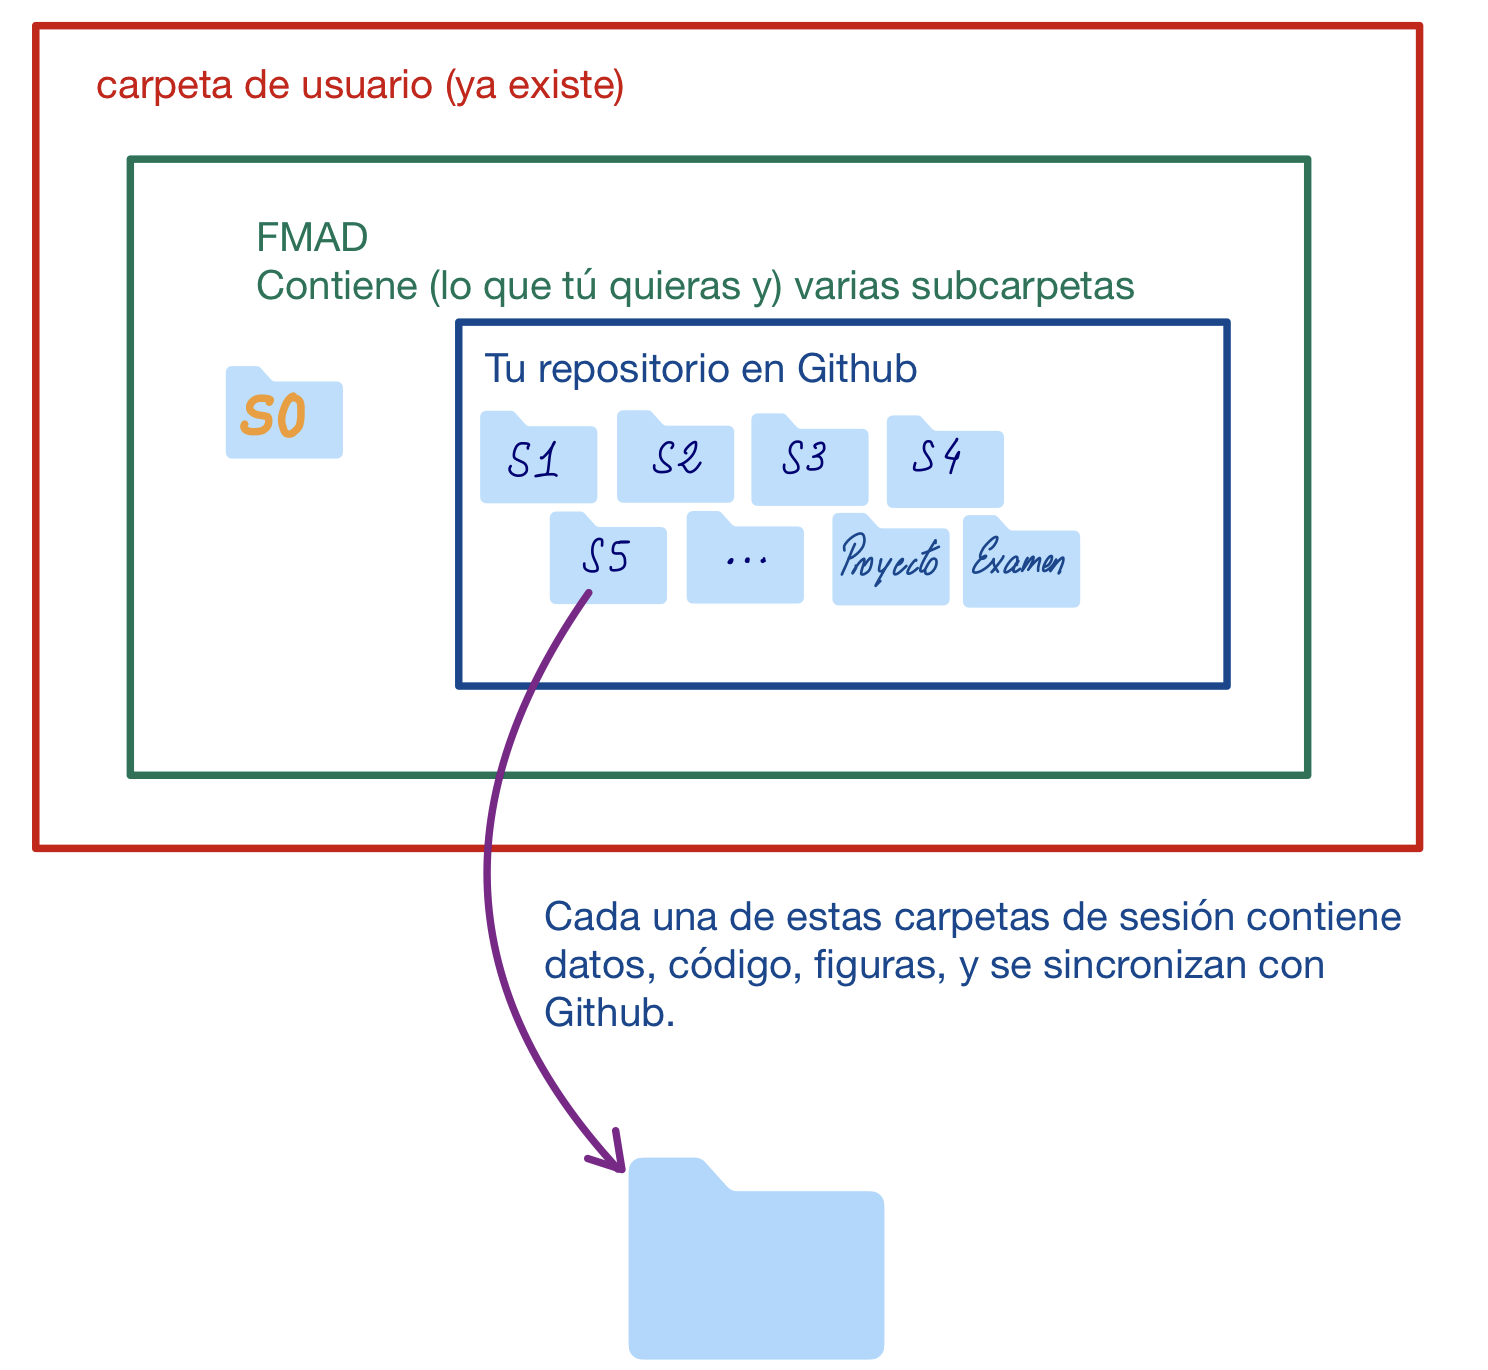 carpeta de usuario (ya existe)
FMAD
Contiene (lo que tú quieras y) varias subcarpetas
Tu repositorio en Github
S0
S1
S2
S3
S4
S5
...
Proyecto
Examen
Cada una de estas carpetas de sesión contiene
datos, código, figuras, y se sincronizan con
Github.